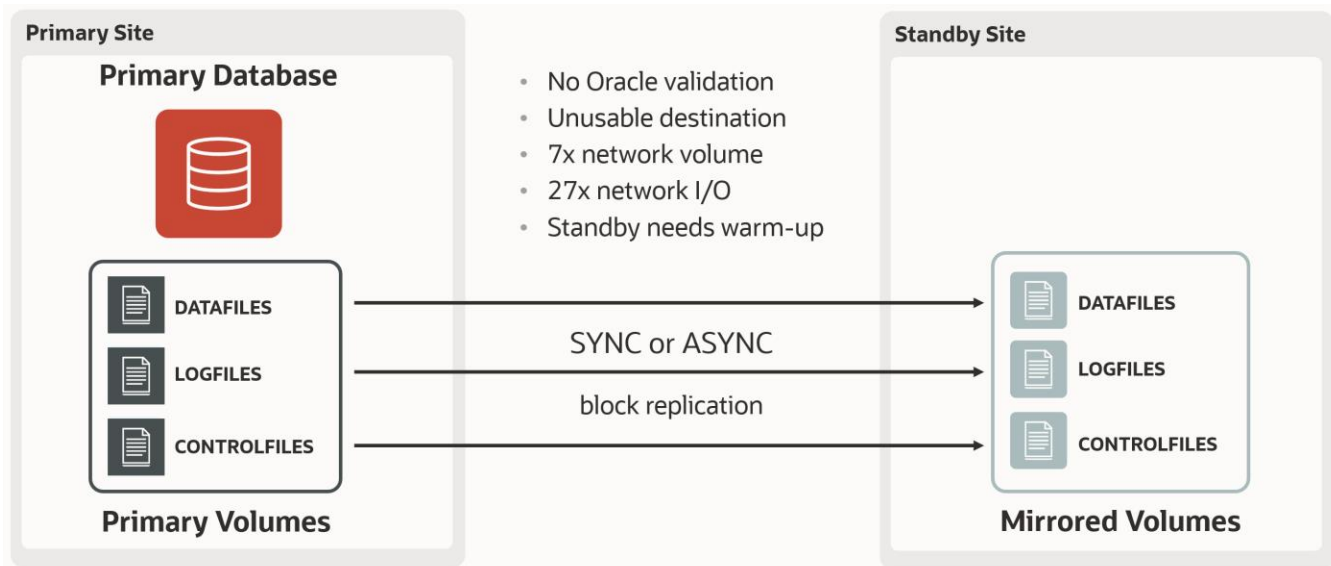 Primary Site
Primary Database
DATAFILES
LOGFILES
CONTROLFILES
Primary Volumes
• No Oracle validation
• Unusable destination
• 7x network volume
• 27x network I/O
• Standby needs warm-up
SYNC or ASYNC
block replication
Standby Site
DATAFILES
LOGFILES
CONTROLFILES
Mirrored Volumes